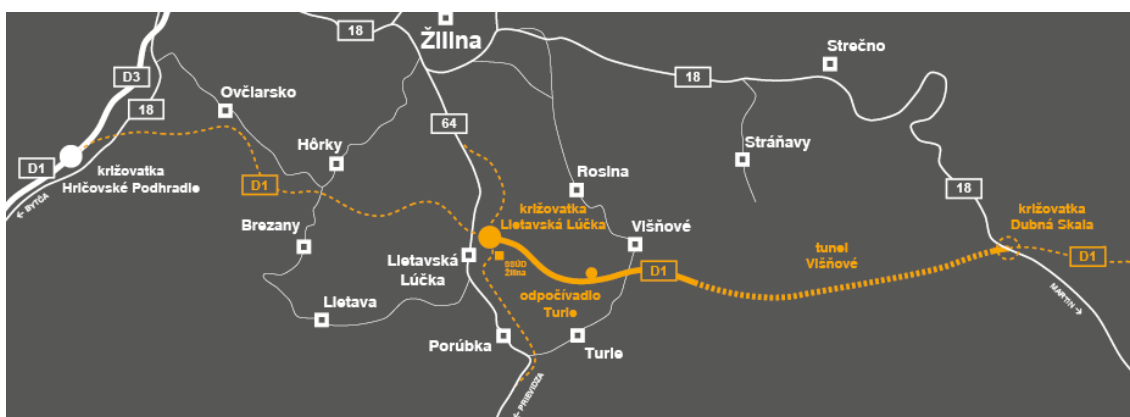 18
Žilina
Strečno
D3
18
18
Ovčiarsko
64
Stráňavy
Hôrky
D1
križovatka
Hričovské Podhradie
D1
Rosina
18
← BYTČA
križovatka
Lietavská Lúčka
križovatka
Dubná Skala
Brezany
Višňové
tunel
Višňové
Lietavská
Lúčka
SSÚD
Žilina
D1
D1
odpočívadlo
Turie
MARTIN →
Lietava
Porúbka
Turie
← PRIEVIDZA